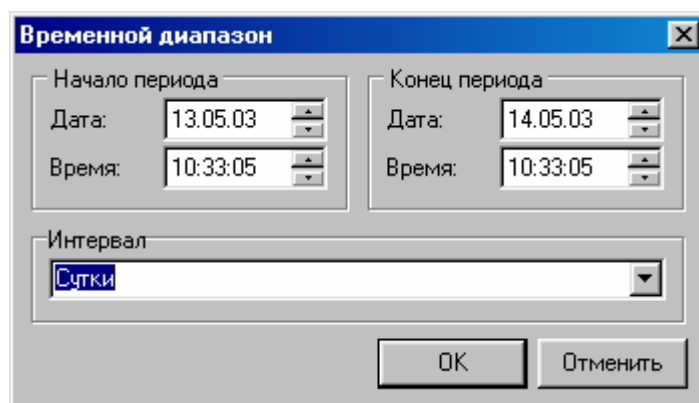 Временной диапазон
Начало периода
Дата: 13.05.03
Время: 10:33:05
Конец периода
Дата: 14.05.03
Время: 10:33:05
Интервал
Сутки
OK Отменить